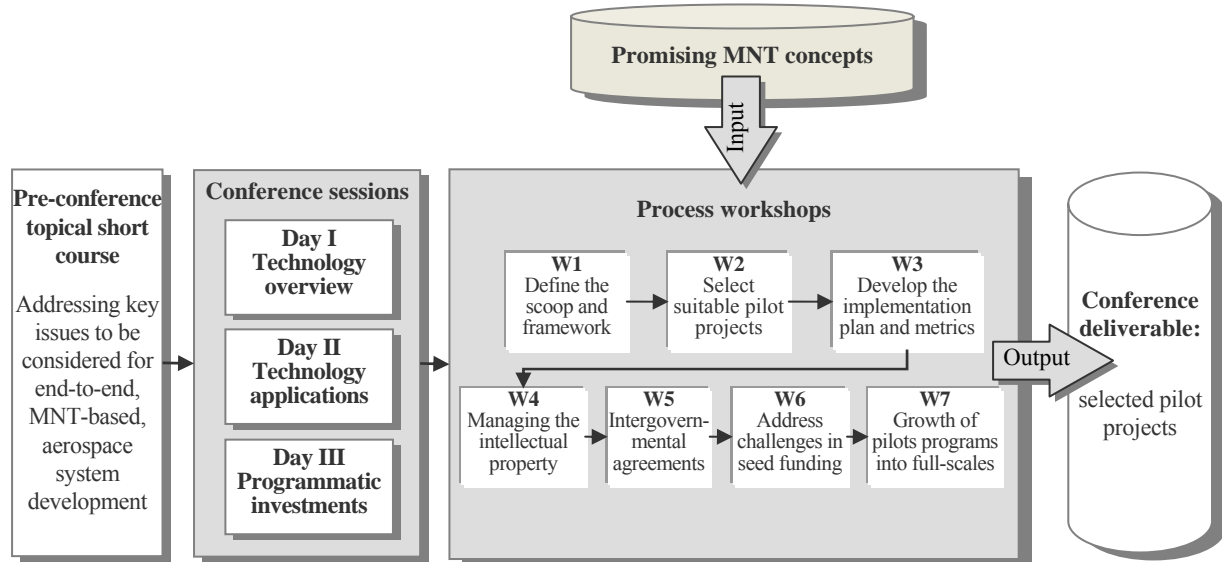 Promising MNT concepts
Input
Pre-conference
topical short
course
Addressing key
issues to be
considered for
end-to-end,
MNT-based,
aerospace
system
development
Conference sessions
Day I
Technology
overview
Day II
Technology
applications
Day III
Programmatic
investments
Process workshops
W1
Define the
scoop and
framework
W2
Select
suitable pilot
projects
W3
Develop the
implementation
plan and metrics
W4
Managing the
intellectual
property
W5
Intergovern-
mental
agreements
W6
Address
challenges in
seed funding
W7
Growth of
pilots programs
into full-scales
Output
Conference
deliverable:
selected pilot
projects